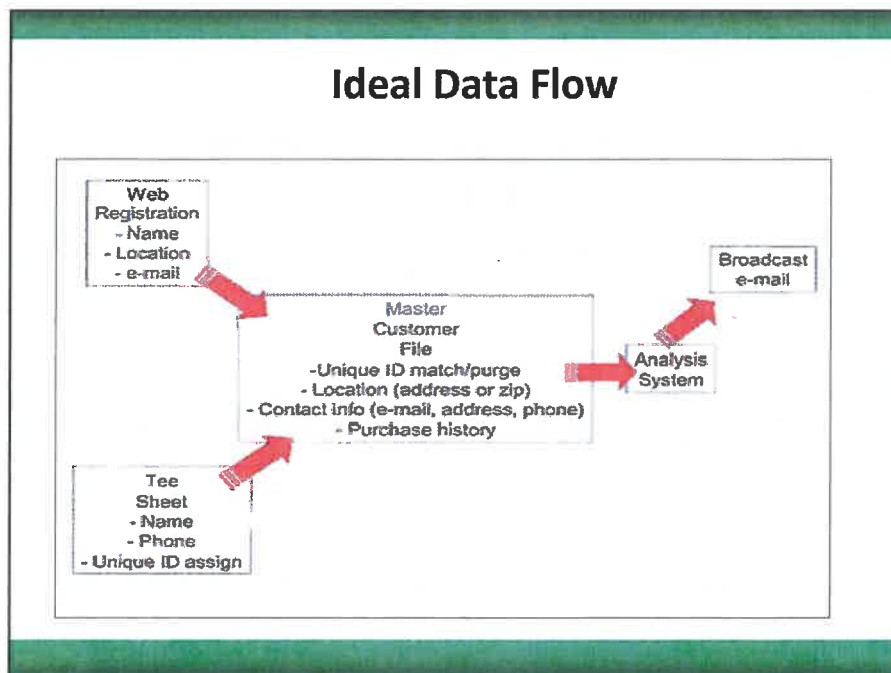 Ideal Data Flow
Web
Registration
- Name
- Location
- e-mail
Master
Customer
File
-Unique ID match/purge
- Location (address or zip)
- Contact info (e-mail, address, phone)
- Purchase history
Tee
Sheet
- Name
- Phone
- Unique ID assign
Analysis
System
Broadcast
e-mail